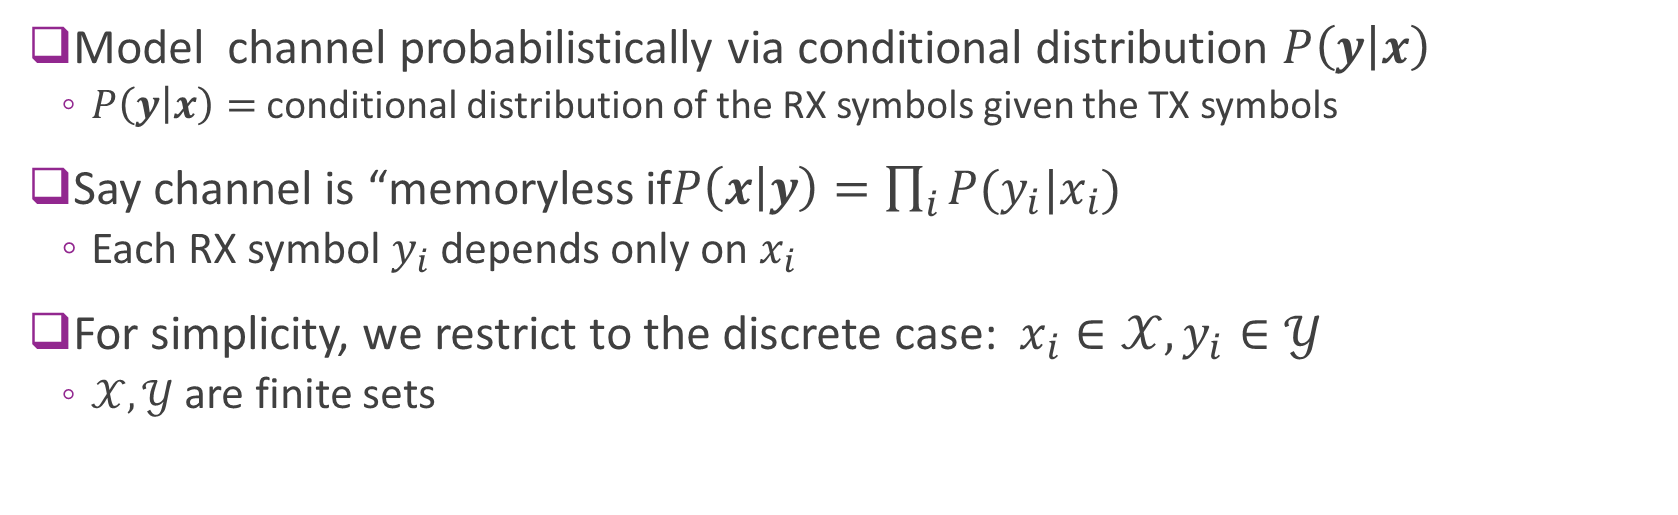 ❑Model channel probabilistically via conditional distribution 𝑃(𝒚|𝒙)
◦ 𝑃(𝒚|𝒙) = conditional distribution of the RX symbols given the TX symbols
❑Say channel is “memoryless if𝑃(𝒙|𝒚) = ∏ᵢ 𝑃(𝑦ᵢ|𝑥ᵢ)
◦ Each RX symbol 𝑦ᵢ depends only on 𝑥ᵢ
❑For simplicity, we restrict to the discrete case: 𝑥ᵢ ∈ 𝒳, 𝑦ᵢ ∈ 𝒴
◦ 𝒳, 𝒴 are finite sets